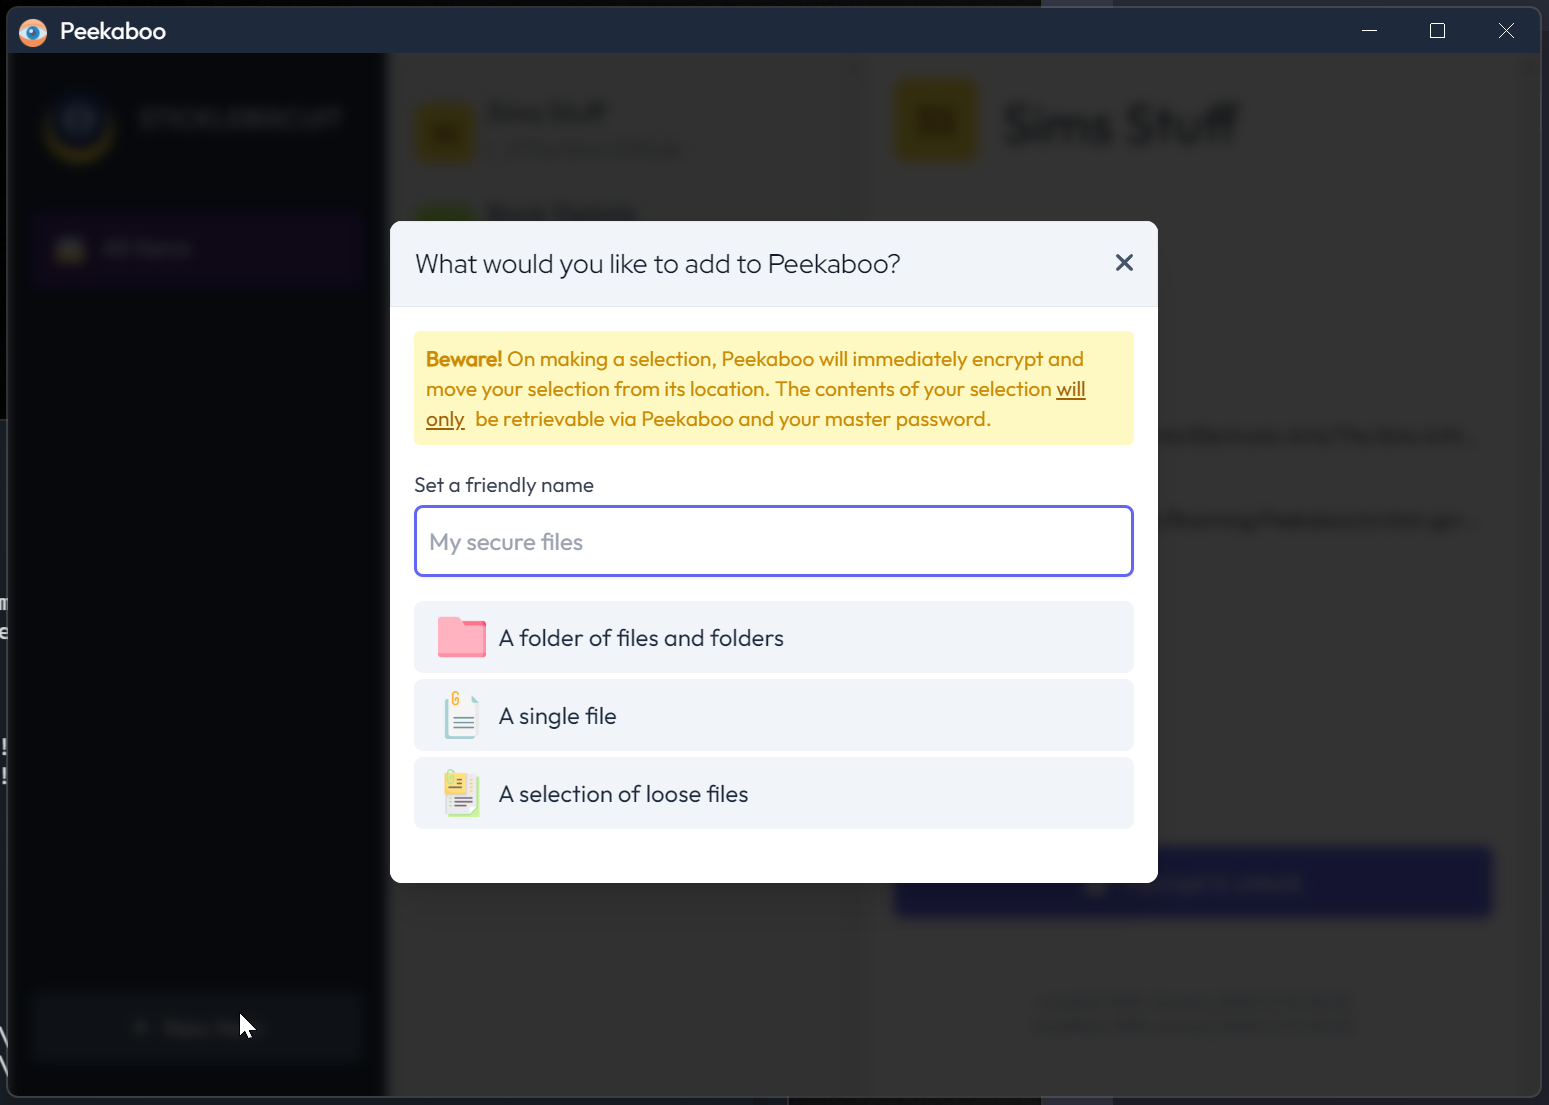 Peekaboo
STICKLEBISCUIT
Sims Stuff
Sims Stuff
All Items
What would you like to add to Peekaboo?
Beware! On making a selection, Peekaboo will immediately encrypt and
move your selection from its location. The contents of your selection will
only be retrievable via Peekaboo and your master password.
Set a friendly name
My secure files
A folder of files and folders
A single file
A selection of loose files